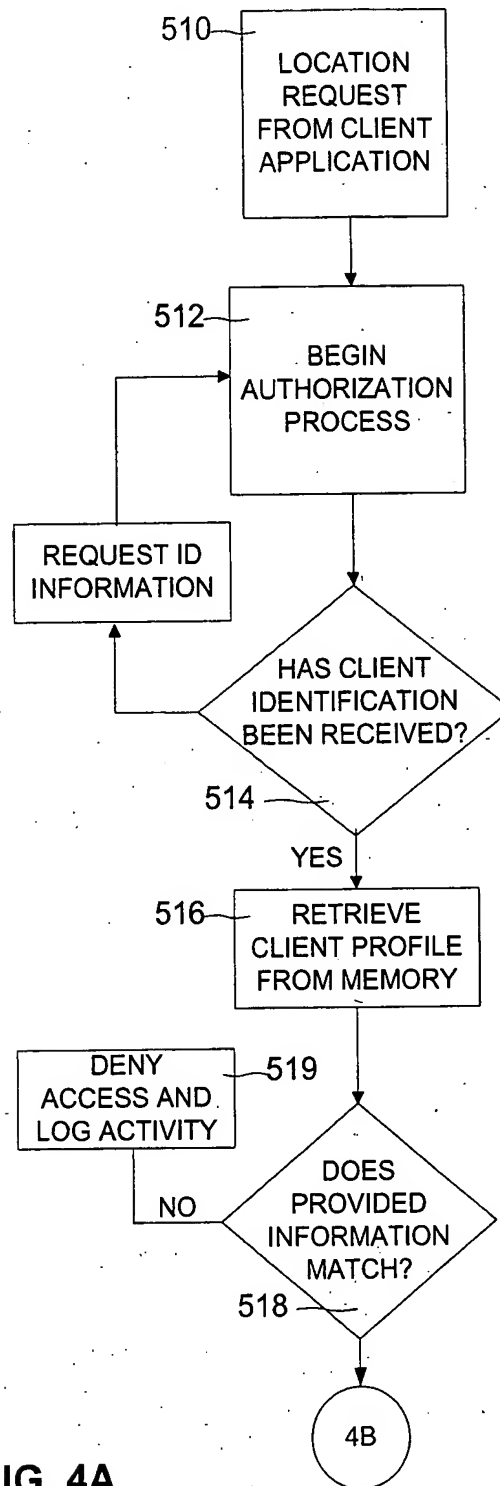 510
LOCATION
REQUEST
FROM CLIENT
APPLICATION
512
BEGIN
AUTHORIZATION
PROCESS
REQUEST ID
INFORMATION
HAS CLIENT
IDENTIFICATION
BEEN RECEIVED?
514
YES
516
RETRIEVE
CLIENT PROFILE
FROM MEMORY
DENY
ACCESS AND
LOG ACTIVITY
519
NO
DOES
PROVIDED
INFORMATION
MATCH?
518
4B
IG. 4A